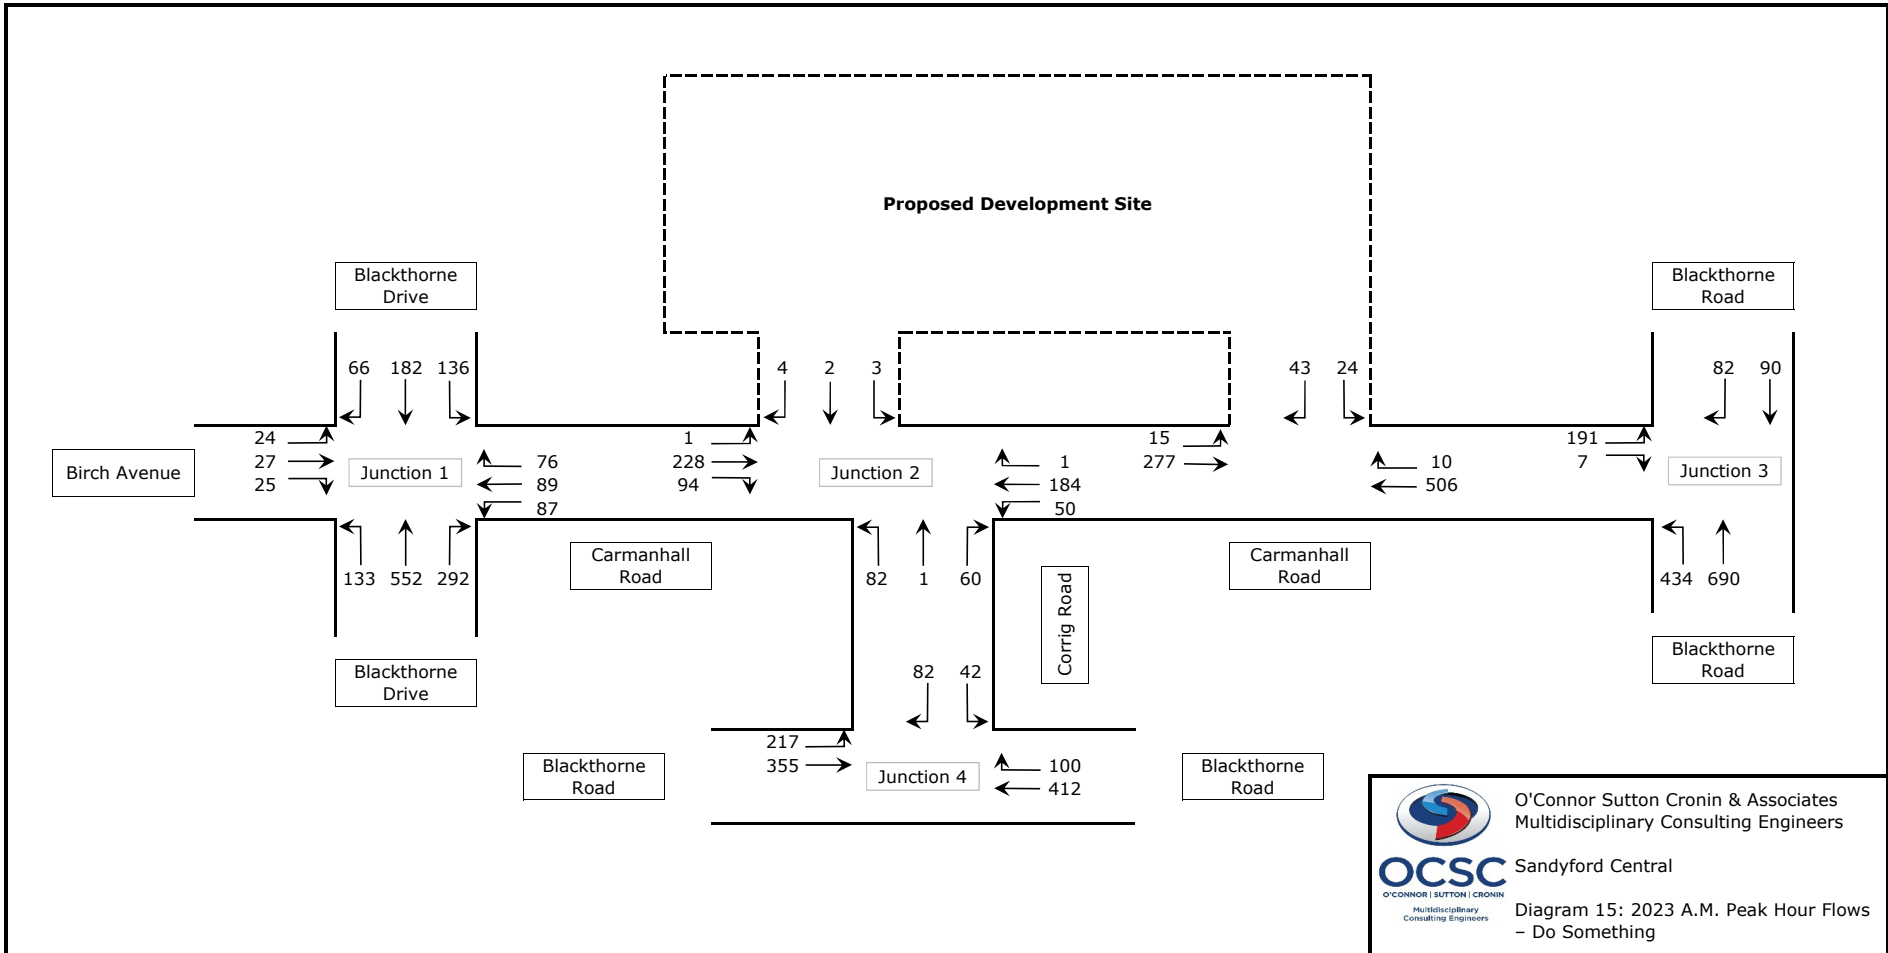 Proposed Development Site
Blackthorne
Drive
Blackthorne
Road
66 182 136
4 2 3
43 24
82 90
24
27
25
Birch Avenue
Junction 1
76
89
87
1
228
94
Junction 2
1
184
50
15
277
10
506
191
7
Junction 3
133 552 292
Carmanhall
Road
82 1 60
Corrig Road
Carmanhall
Road
434 690
Blackthorne
Drive
Blackthorne
Road
82 42
217
355
Blackthorne
Road
Junction 4
100
412
Blackthorne
Road
O'Connor Sutton Cronin & Associates
Multidisciplinary Consulting Engineers
Sandyford Central
Diagram 15: 2023 A.M. Peak Hour Flows
– Do Something
OCSC
O'CONNOR | SUTTON | CRONIN
Multidisciplinary
Consulting Engineers